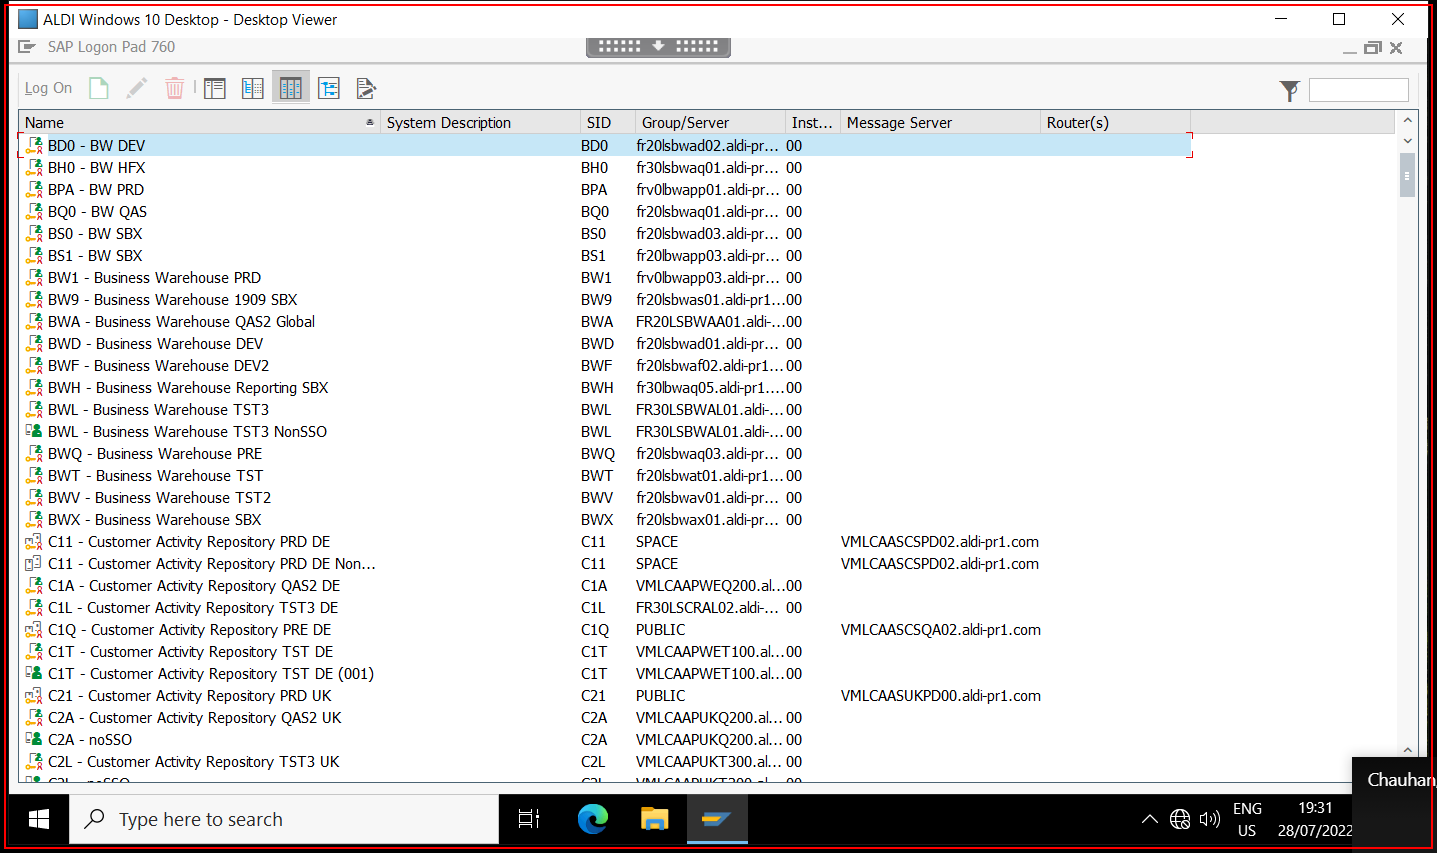 ALDI Windows 10 Desktop - Desktop Viewer
SAP Logon Pad 760
Log On
Name System Description SID Group/Server Inst... Message Server Router(s)
BD0 - BW DEV BD0 fr20lsbwad02.aldi-pr... 00
BH0 - BW HFX BH0 fr30lsbwaq01.aldi-pr... 00
BPA - BW PRD BPA frv0lbwapp01.aldi-pr... 00
BQ0 - BW QAS BQ0 fr20lsbwaq01.aldi-pr... 00
BS0 - BW SBX BS0 fr20lsbwad03.aldi-pr... 00
BS1 - BW SBX BS1 fr20lbwapp03.aldi-pr... 00
BW1 - Business Warehouse PRD BW1 frv0lbwapp03.aldi-pr... 00
BW9 - Business Warehouse 1909 SBX BW9 fr20lsbwas01.aldi-pr1... 00
BWA - Business Warehouse QAS2 Global BWA FR20LSBWAA01.aldi-... 00
BWD - Business Warehouse DEV BWD fr20lsbwad01.aldi-pr... 00
BWF - Business Warehouse DEV2 BWF fr20lsbwaf02.aldi-pr1... 00
BWH - Business Warehouse Reporting SBX BWH fr30lbwaq05.aldi-pr1.... 00
BWL - Business Warehouse TST3 BWL FR30LSBWAL01.aldi-... 00
BWL - Business Warehouse TST3 NonSSO BWL FR30LSBWAL01.aldi-... 00
BWQ - Business Warehouse PRE BWQ fr20lsbwaq03.aldi-pr... 00
BWT - Business Warehouse TST BWT fr20lsbwat01.aldi-pr1... 00
BWV - Business Warehouse TST2 BWV fr20lsbwav01.aldi-pr... 00
BWX - Business Warehouse SBX BWX fr20lsbwax01.aldi-pr... 00
C11 - Customer Activity Repository PRD DE C11 SPACE VMLCAASCSPD02.aldi-pr1.com
C11 - Customer Activity Repository PRD DE Non... C11 SPACE VMLCAASCSPD02.aldi-pr1.com
C1A - Customer Activity Repository QAS2 DE C1A VMLCAAPWEQ200.al... 00
C1L - Customer Activity Repository TST3 DE C1L FR30LSCRAL02.aldi-... 00
C1Q - Customer Activity Repository PRE DE C1Q PUBLIC VMLCAASCSQA02.aldi-pr1.com
C1T - Customer Activity Repository TST DE C1T VMLCAAPWET100.al... 00
C1T - Customer Activity Repository TST DE (001) C1T VMLCAAPWET100.al... 00
C21 - Customer Activity Repository PRD UK C21 PUBLIC VMLCAASUKPD00.aldi-pr1.com
C2A - Customer Activity Repository QAS2 UK C2A VMLCAAPUKQ200.al... 00
C2A - noSSO C2A VMLCAAPUKQ200.al... 00
C2L - Customer Activity Repository TST3 UK C2L VMLCAAPUKT300.al... 00
C2L - noSSO C2L VMLCAAPUKT300.al... 00
Chauhan,
Type here to search
ENG
US
19:31
28/07/2022